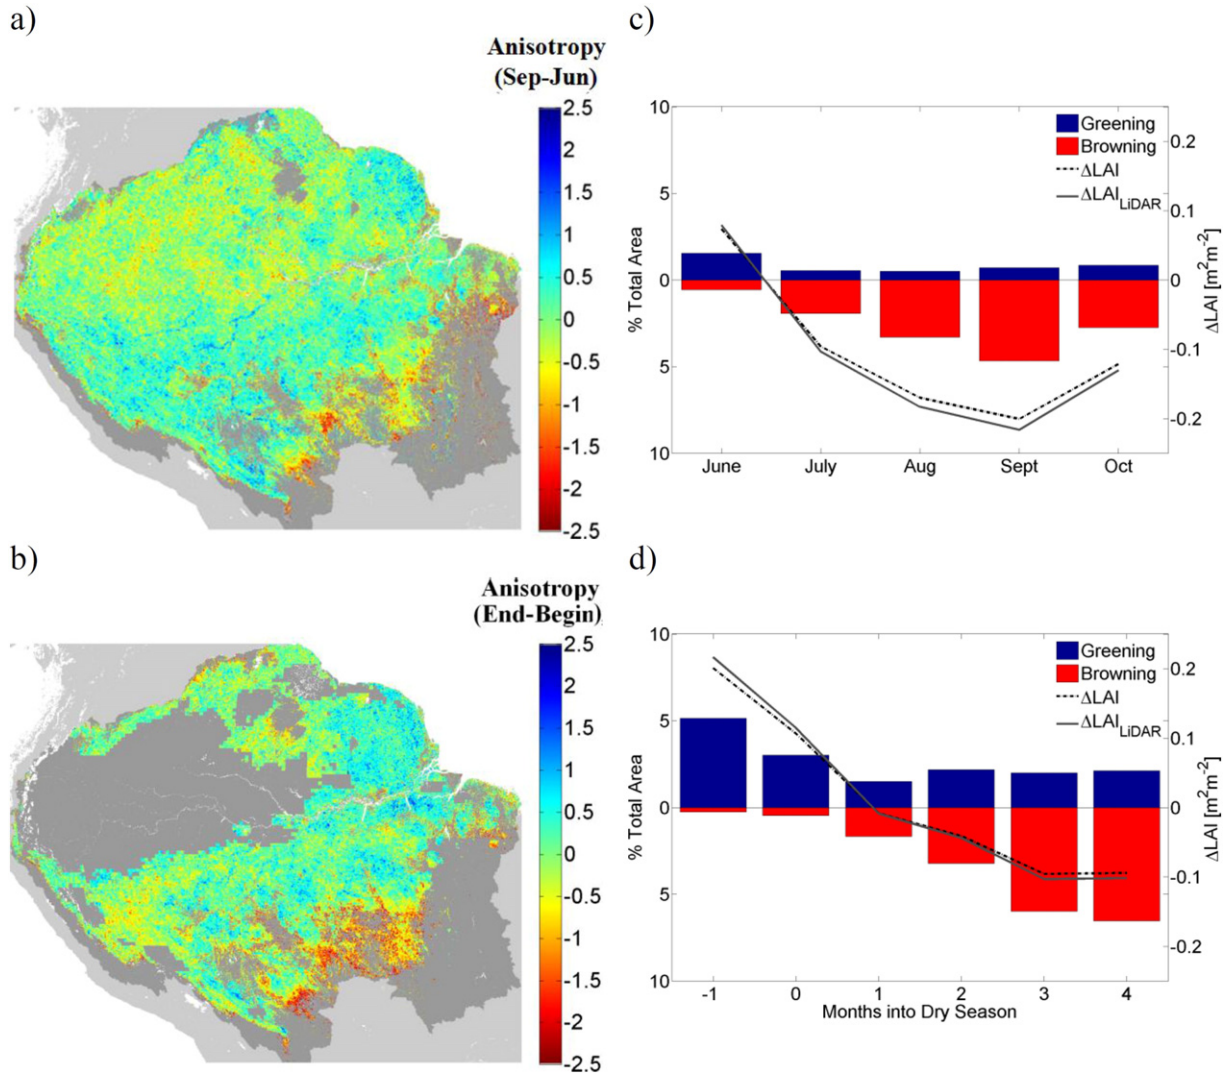 a)
Anisotropy
(Sep-Jun)
2.5
2
1.5
1
0.5
0
-0.5
-1
-1.5
-2
-2.5
b)
Anisotropy
(End-Begin)
2.5
2
1.5
1
0.5
0
-0.5
-1
-1.5
-2
-2.5
c)
10
5
0
5
10
% Total Area
Greening
Browning
ΔLAI
ΔLAI_LiDAR
0.2
0.1
0
-0.1
-0.2
ΔLAI [m²m⁻²]
June July Aug Sept Oct
d)
10
5
0
5
10
% Total Area
Greening
Browning
ΔLAI
ΔLAI_LiDAR
0.2
0.1
0
-0.1
-0.2
ΔLAI [m²m⁻²]
-1 0 1 2 3 4
Months into Dry Season